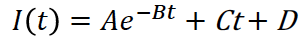 I(t) = Ae^{-Bt} + Ct + D